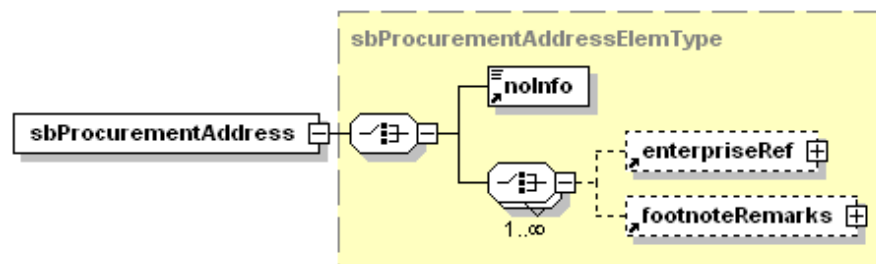 sbProcurementAddressElemType
noInfo
sbProcurementAddress
enterpriseRef
footnoteRemarks
1..∞